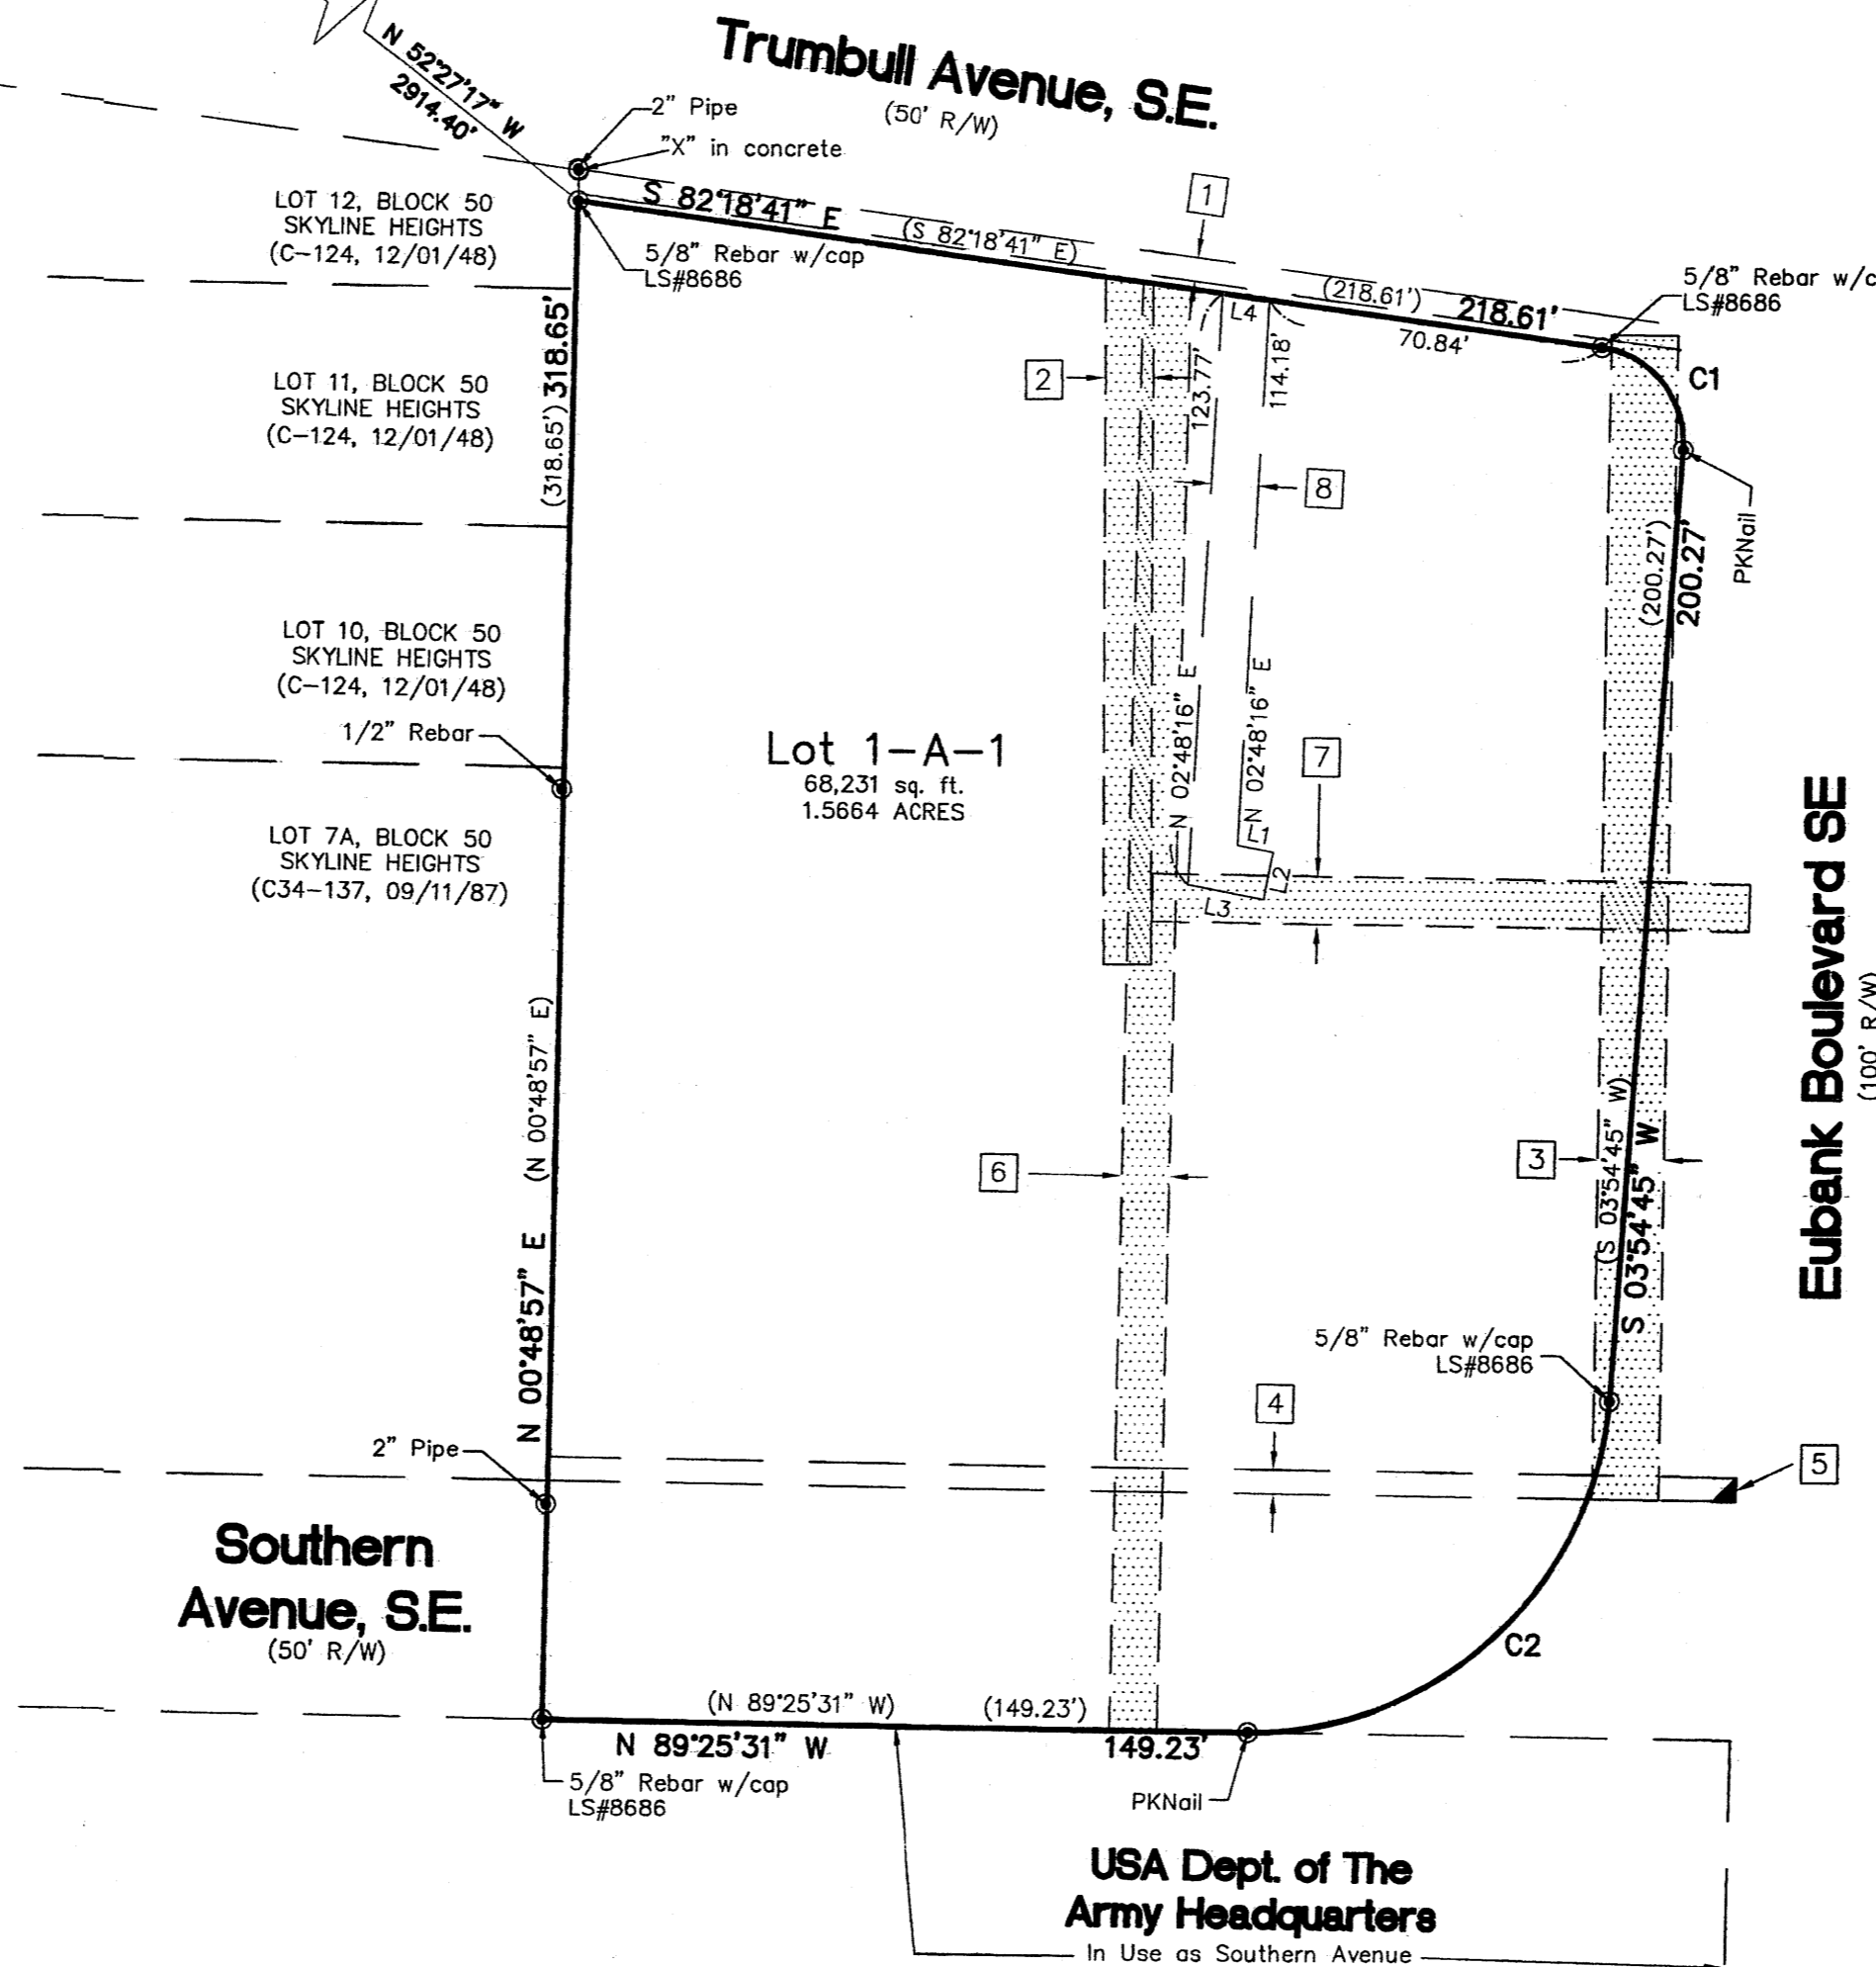 Trumbull Avenue, S.E.
(50' R/W)
N 52°27'17" W
2914.40'
2" Pipe
"X" in concrete
S 82°18'41" E
(S 82°18'41" E)
1
(218.61')
218.61'
5/8" Rebar w/c
LS#8686
5/8" Rebar w/cap
LS#8686
L4
70.84'
C1
LOT 12, BLOCK 50
SKYLINE HEIGHTS
(C-124, 12/01/48)
318.65'
(318.65')
2
123.77'
114.18'
8
LOT 11, BLOCK 50
SKYLINE HEIGHTS
(C-124, 12/01/48)
PKNail
(200.27')
200.27'
LOT 10, BLOCK 50
SKYLINE HEIGHTS
(C-124, 12/01/48)
1/2" Rebar
N 02°48'16" E
N 02°48'16" E
Lot 1-A-1
68,231 sq. ft.
1.5664 ACRES
7
L1
L2
L3
LOT 7A, BLOCK 50
SKYLINE HEIGHTS
(C34-137, 09/11/87)
Eubank Boulevard SE
(100' R/W)
(N 00°48'57" E)
N 00°48'57" E
6
3
(S 03°54'45" W)
S 03°54'45" W
5/8" Rebar w/cap
LS#8686
4
5
2" Pipe
Southern
Avenue, S.E.
(50' R/W)
C2
(N 89°25'31" W)
(149.23')
N 89°25'31" W
149.23'
5/8" Rebar w/cap
LS#8686
PKNail
USA Dept. of The
Army Headquarters
In Use as Southern Avenue